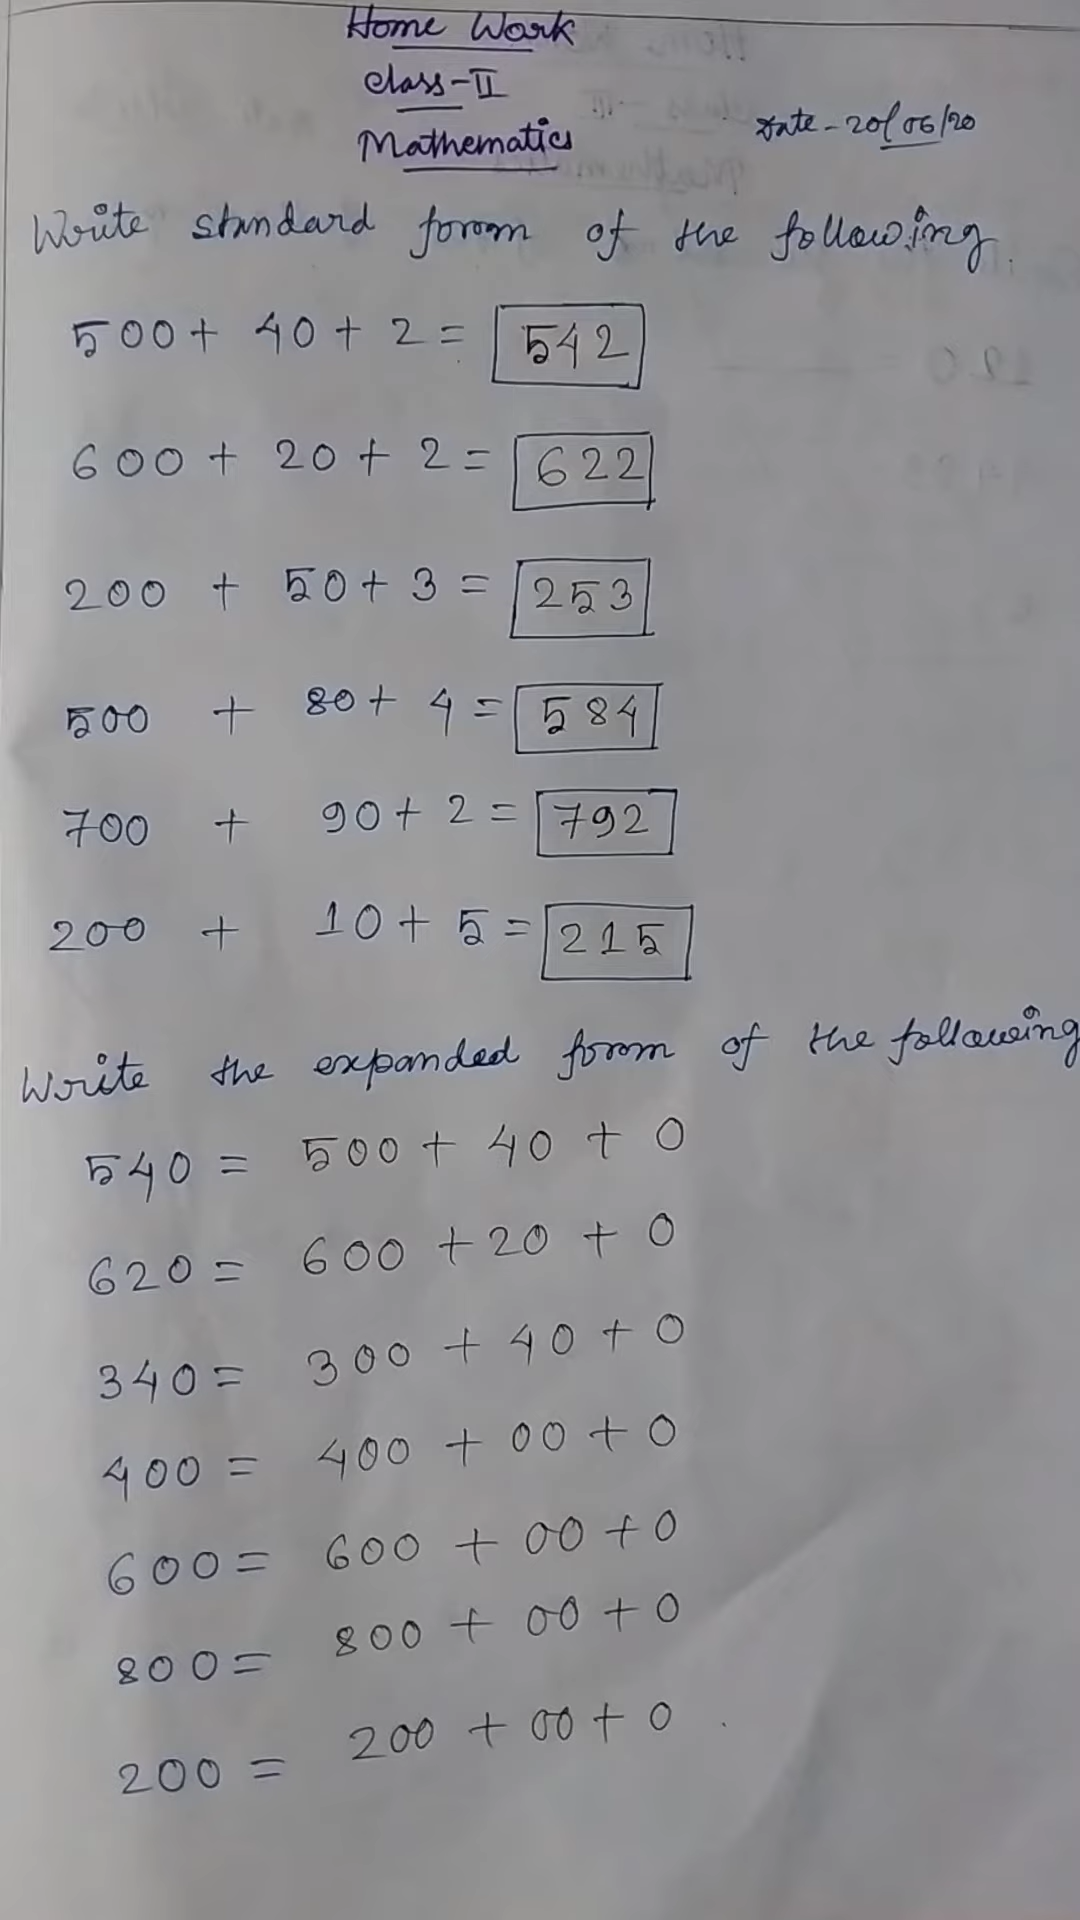 Home Work
Class-II
Mathematics
Date-20/06/20
Write standard form of the following.
500+ 40+ 2= 542
600+ 20+ 2= 622
200 + 50+ 3= 253
500 + 80+ 4= 584
700 + 90+ 2= 792
200 + 10+ 5= 215
Write the expanded form of the following
540= 500+ 40 + 0
620= 600 +20 + 0
340= 300 + 40+0
400= 400 + 00+0
600= 600 + 00+0
800= 800 + 00+0
200= 200 + 00+0.